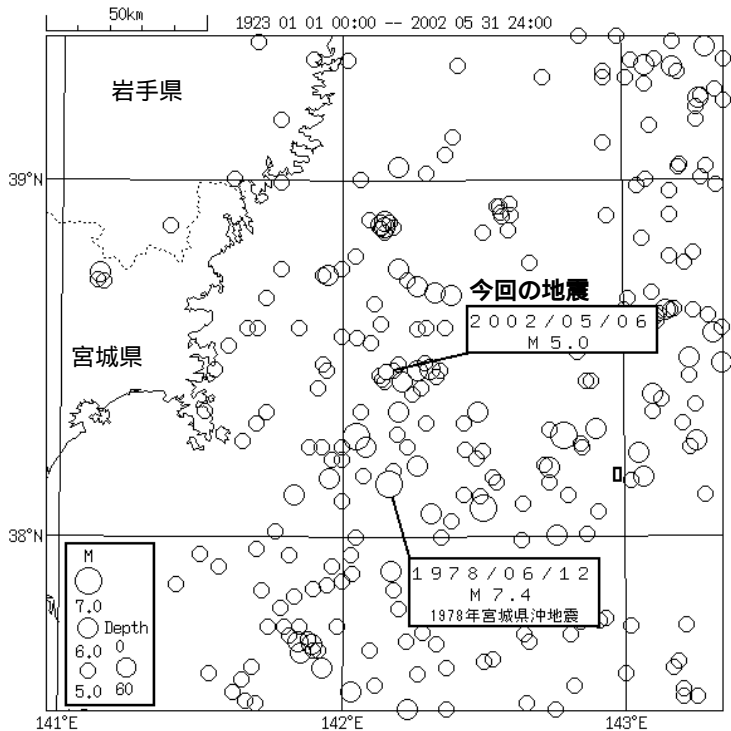 50km
1923 01 01 00:00 -- 2002 05 31 24:00
岩手県
39°N
今回の地震
2002/05/06
M 5.0
宮城県
38°N
1978/06/12
M 7.4
1978年宮城県沖地震
M
7.0
Depth
6.0 0
5.0 60
141°E 142°E 143°E